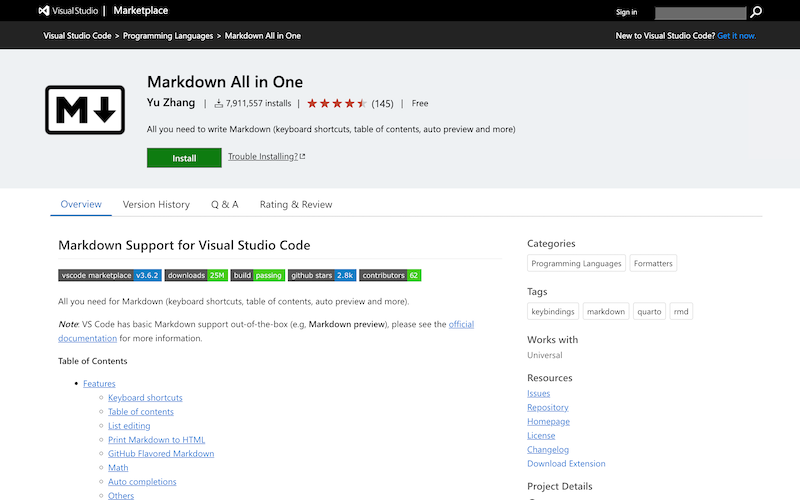 Visual Studio | Marketplace
Sign in
Visual Studio Code > Programming Languages > Markdown All in One
New to Visual Studio Code? Get it now.
M
Markdown All in One
Yu Zhang | 7,911,557 installs | (145) | Free
All you need to write Markdown (keyboard shortcuts, table of contents, auto preview and more)
Install Trouble Installing?
Overview Version History Q & A Rating & Review
Markdown Support for Visual Studio Code
vscode marketplace v3.6.2 downloads 25M build passing github stars 2.8k contributors 62
All you need for Markdown (keyboard shortcuts, table of contents, auto preview and more).
Note: VS Code has basic Markdown support out-of-the-box (e.g, Markdown preview), please see the official
documentation for more information.
Table of Contents
Features
Keyboard shortcuts
Table of contents
List editing
Print Markdown to HTML
GitHub Flavored Markdown
Math
Auto completions
Others
Categories
Programming Languages Formatters
Tags
keybindings markdown quarto rmd
Works with
Universal
Resources
Issues
Repository
Homepage
License
Changelog
Download Extension
Project Details